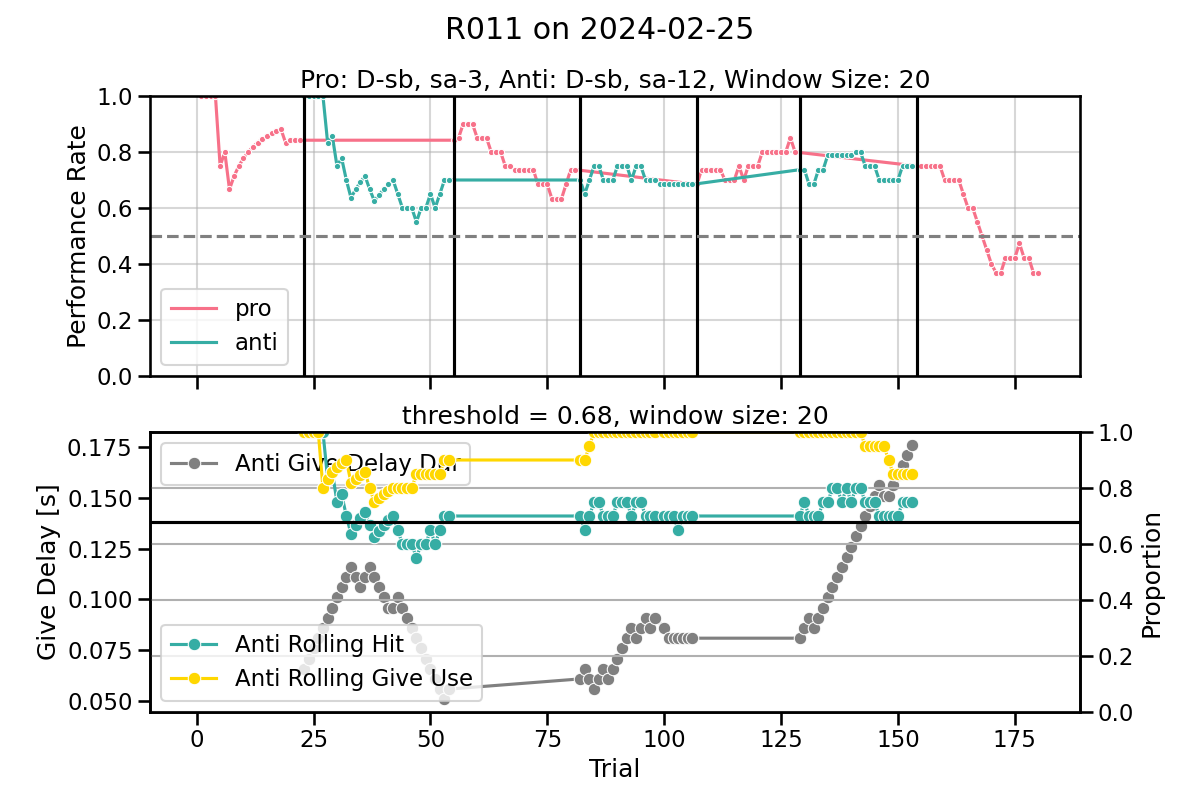 R011 on 2024-02-25
Pro: D-sb, sa-3, Anti: D-sb, sa-12, Window Size: 20
Performance Rate
1.0
0.8
0.6
0.4
0.2
0.0
pro
anti
threshold = 0.68, window size: 20
Give Delay [s]
0.175
0.150
0.125
0.100
0.075
0.050
Anti Give Delay Dur
Anti Rolling Hit
Anti Rolling Give Use
1.0
0.8
0.6
0.4
0.2
0.0
Proportion
0 25 50 75 100 125 150 175
Trial